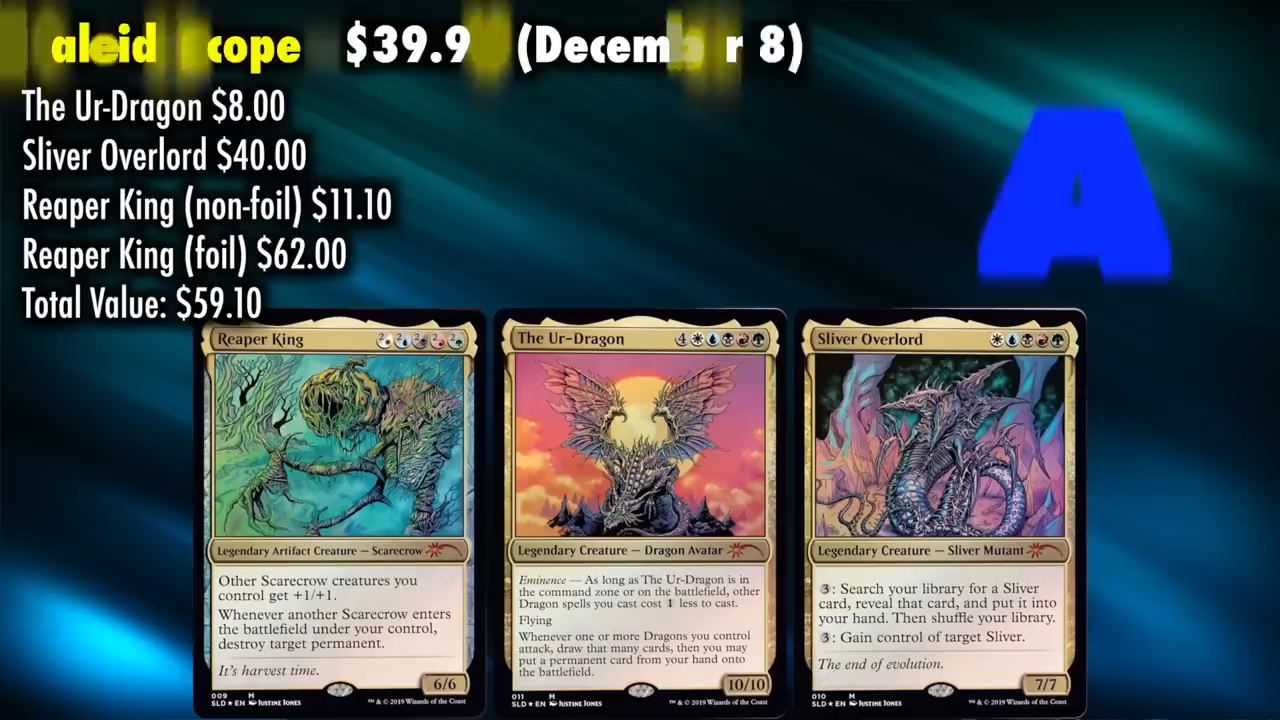 aleid cope $39.9 (Decem r 8)
The Ur-Dragon $8.00
Sliver Overlord $40.00
Reaper King (non-foil) $11.10
Reaper King (foil) $62.00
Total Value: $59.10
A
Reaper King
Legendary Artifact Creature — Scarecrow
Other Scarecrow creatures you
control get +1/+1.
Whenever another Scarecrow enters
the battlefield under your control,
destroy target permanent.
It's harvest time.
6/6
009 M
SLD ★ EN Justine Jones
™ & © 2019 Wizards of the Coast
The Ur-Dragon 4
Legendary Creature — Dragon Avatar
Eminence — As long as The Ur-Dragon is in
the command zone or on the battlefield, other
Dragon spells you cast cost 1 less to cast.
Flying
Whenever one or more Dragons you control
attack, draw that many cards, then you may
put a permanent card from your hand onto
the battlefield.
10/10
011 M
SLD ★ EN Justine Jones
™ & © 2019 Wizards of the Coast
Sliver Overlord
Legendary Creature — Sliver Mutant
3: Search your library for a Sliver
card, reveal that card, and put it into
your hand. Then shuffle your library.
3: Gain control of target Sliver.
The end of evolution.
7/7
010 M
SLD ★ EN Justine Jones
™ & © 2019 Wizards of the Coast